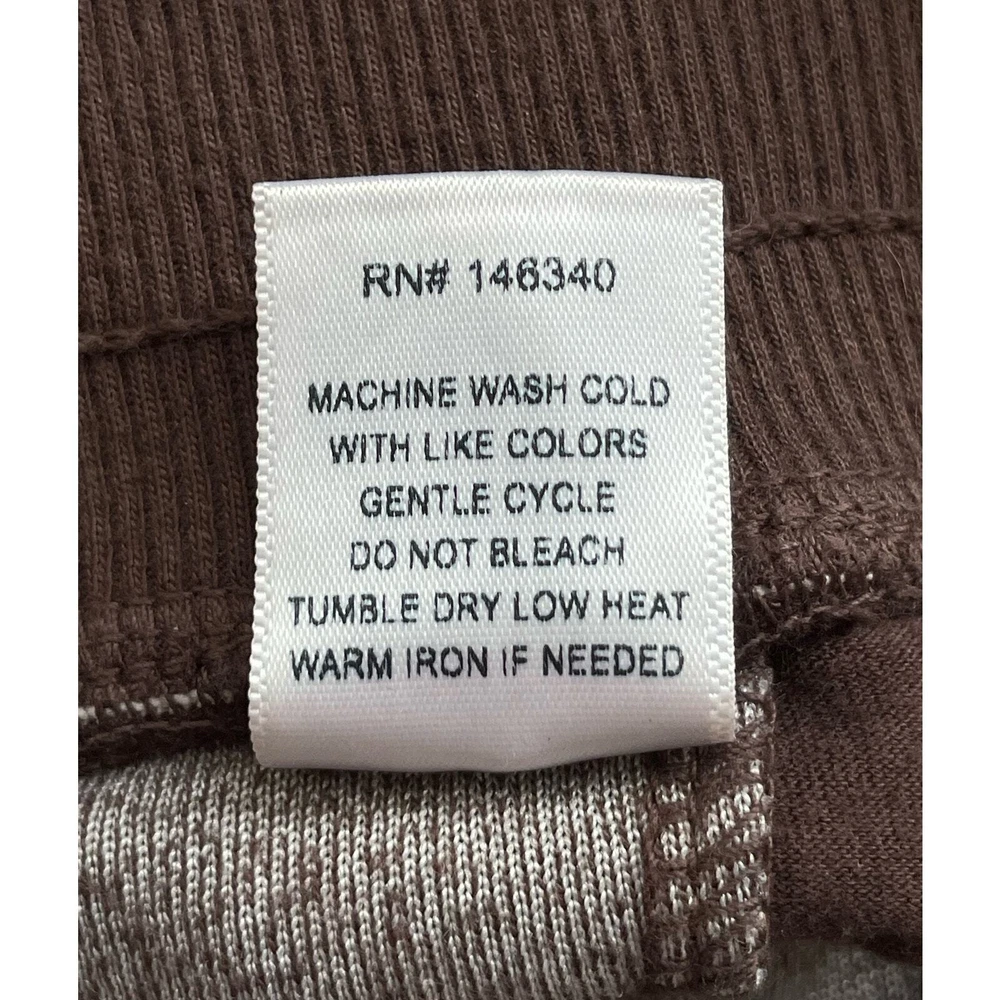 RN# 146340
MACHINE WASH COLD
WITH LIKE COLORS
GENTLE CYCLE
DO NOT BLEACH
TUMBLE DRY LOW HEAT
WARM IRON IF NEEDED